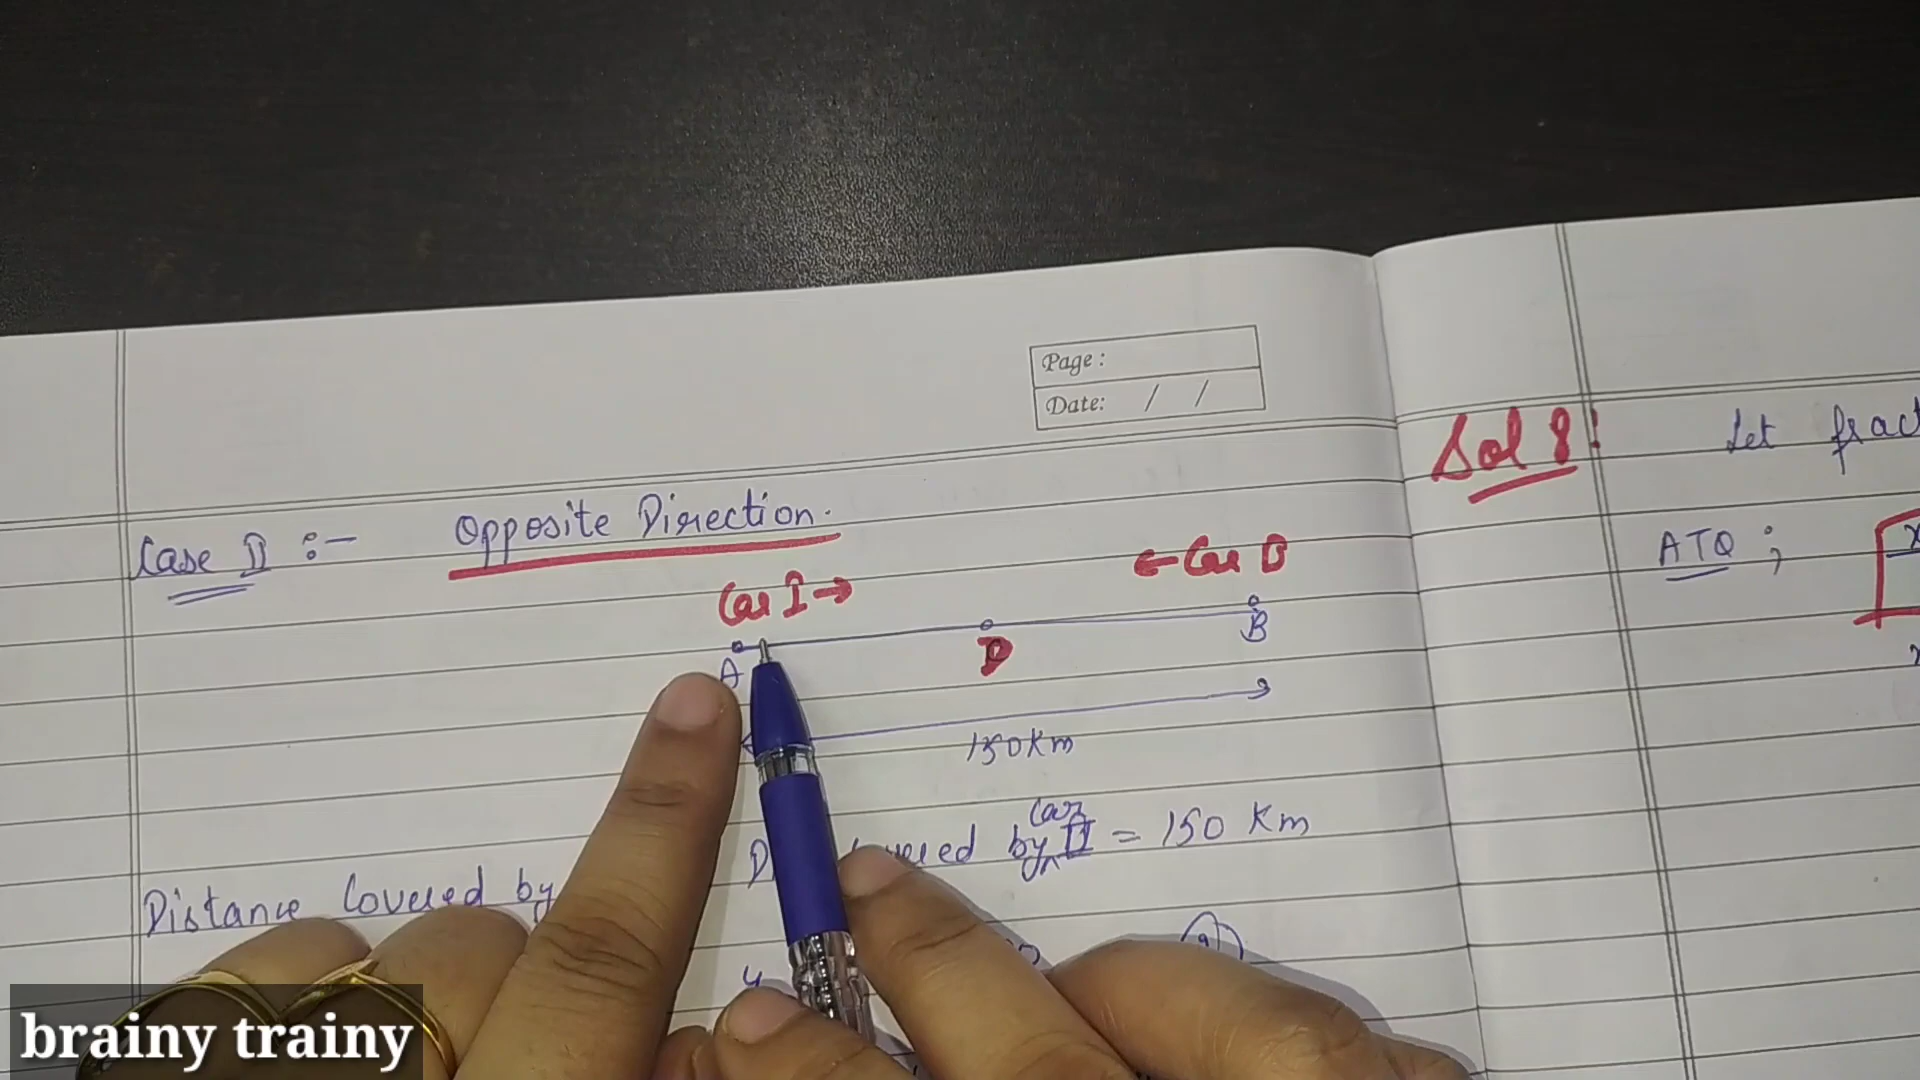 Page :
Date: / /
Case II :- Opposite Direction.
Car I → ← Car II
A P B
150 Km
Distance Covered by
covered by Car II = 150 Km
Sol 8:
Let fract
ATQ ;
brainy trainy